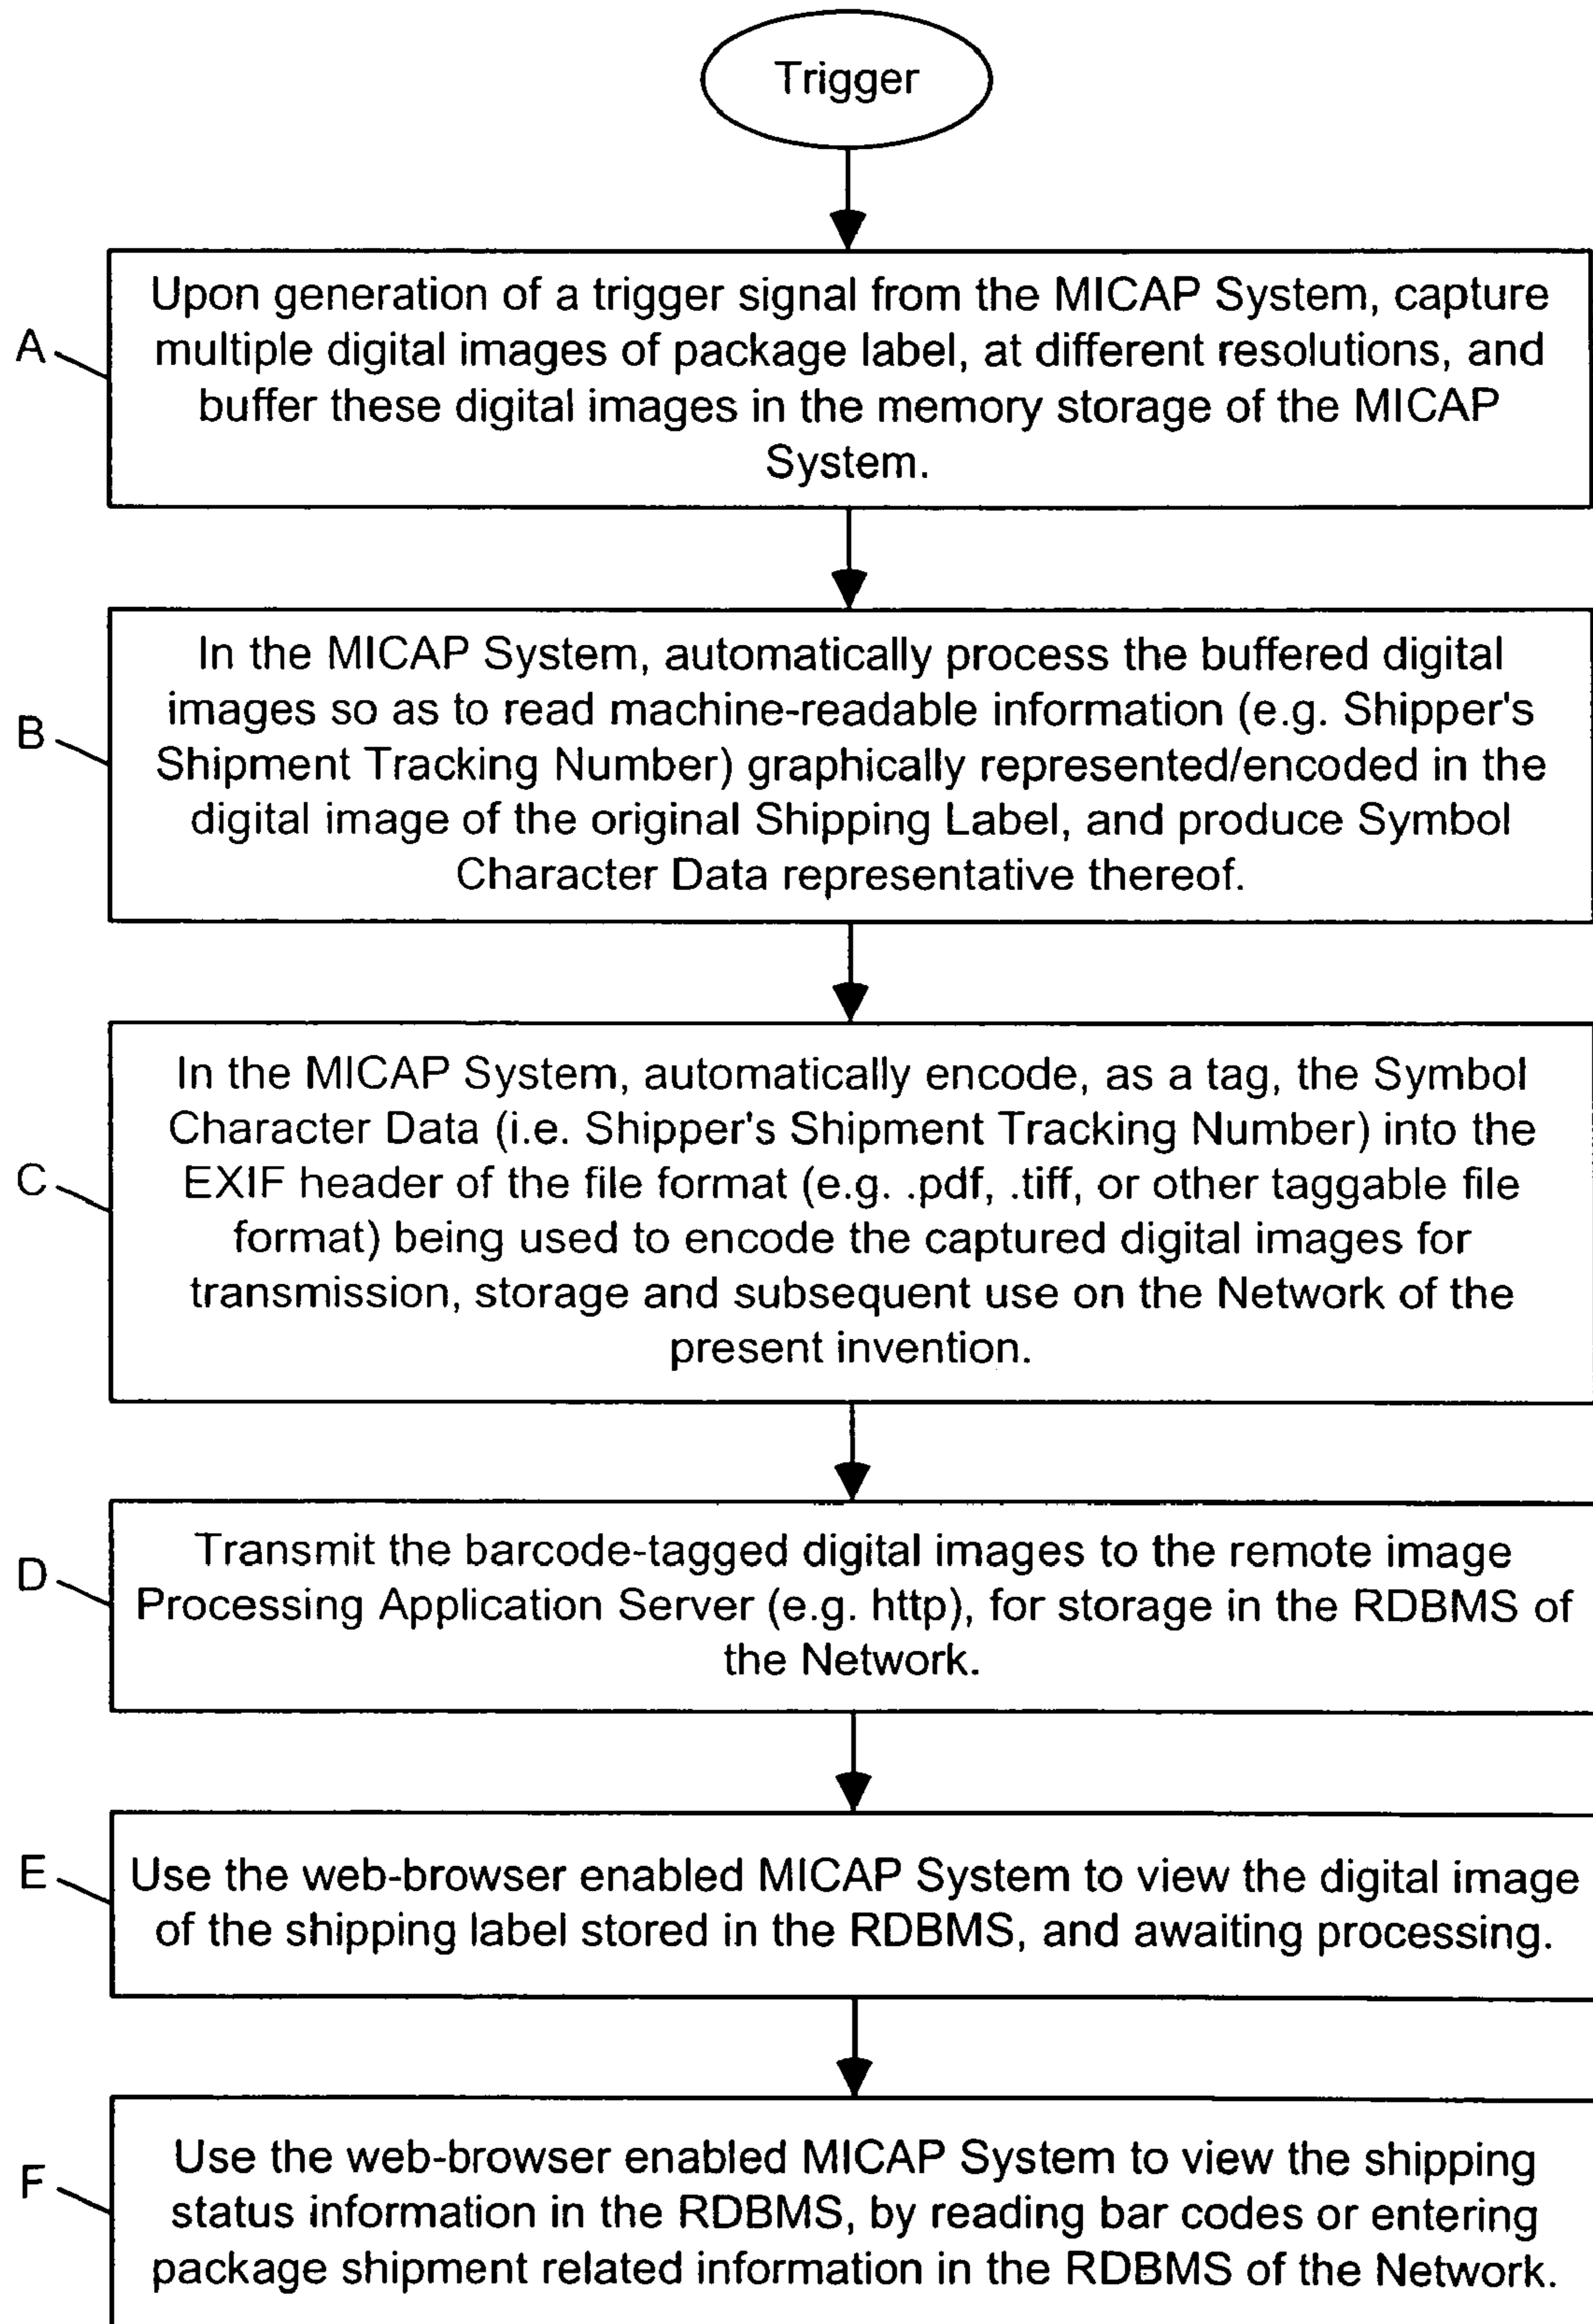 Trigger
A
Upon generation of a trigger signal from the MICAP System, capture
multiple digital images of package label, at different resolutions, and
buffer these digital images in the memory storage of the MICAP
System.
B
In the MICAP System, automatically process the buffered digital
images so as to read machine-readable information (e.g. Shipper's
Shipment Tracking Number) graphically represented/encoded in the
digital image of the original Shipping Label, and produce Symbol
Character Data representative thereof.
C
In the MICAP System, automatically encode, as a tag, the Symbol
Character Data (i.e. Shipper's Shipment Tracking Number) into the
EXIF header of the file format (e.g. .pdf, .tiff, or other taggable file
format) being used to encode the captured digital images for
transmission, storage and subsequent use on the Network of the
present invention.
D
Transmit the barcode-tagged digital images to the remote image
Processing Application Server (e.g. http), for storage in the RDBMS of
the Network.
E
Use the web-browser enabled MICAP System to view the digital image
of the shipping label stored in the RDBMS, and awaiting processing.
F
Use the web-browser enabled MICAP System to view the shipping
status information in the RDBMS, by reading bar codes or entering
package shipment related information in the RDBMS of the Network.